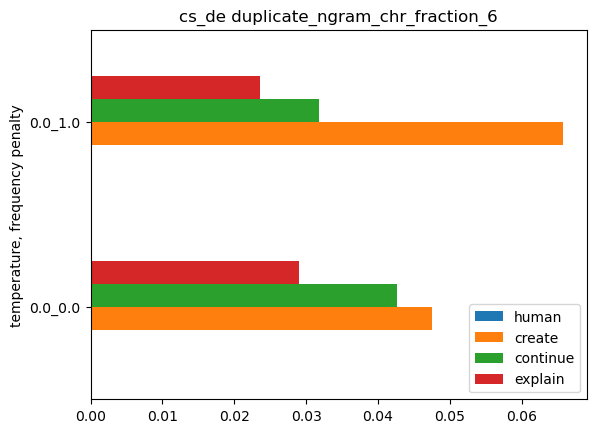 cs_de duplicate_ngram_chr_fraction_6
temperature, frequency penalty
0.0_1.0
0.0_0.0
human
create
continue
explain
0.00 0.01 0.02 0.03 0.04 0.05 0.06